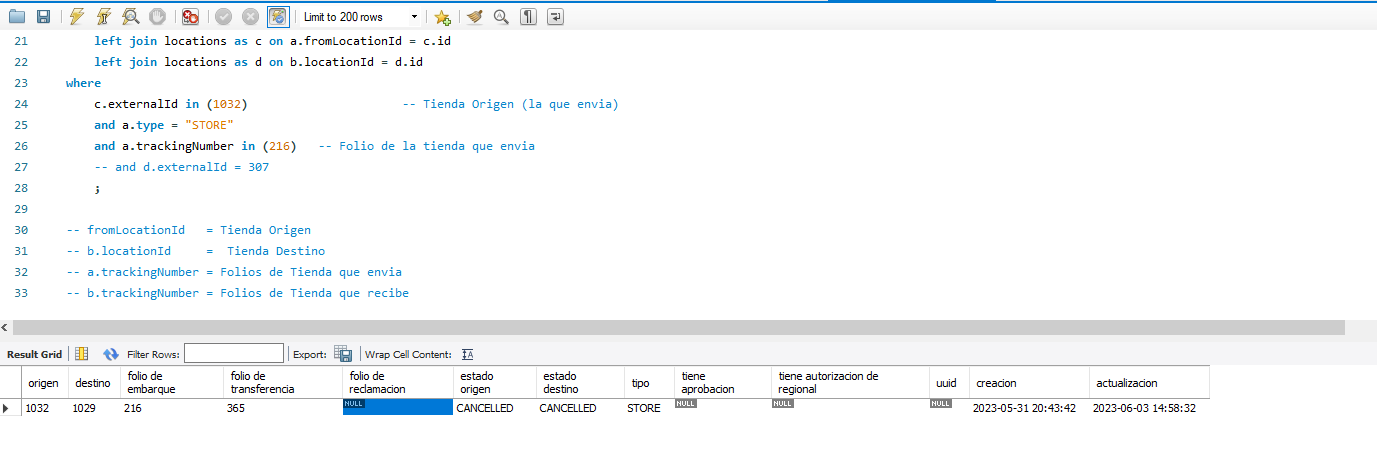 Limit to 200 rows
21 left join locations as c on a.fromLocationId = c.id
22 left join locations as d on b.locationId = d.id
23 where
24 c.externalId in (1032) -- Tienda Origen (la que envia)
25 and a.type = "STORE"
26 and a.trackingNumber in (216) -- Folio de la tienda que envia
27 -- and d.externalId = 307
28 ;
29
30 -- fromLocationId = Tienda Origen
31 -- b.locationId = Tienda Destino
32 -- a.trackingNumber = Folios de Tienda que envia
33 -- b.trackingNumber = Folios de Tienda que recibe
Result Grid Filter Rows: Export: Wrap Cell Content: IA
origen destino folio de embarque folio de transferencia folio de reclamacion estado origen estado destino tipo tiene aprobacion tiene autorizacion de regional uuid creacion actualizacion
1032 1029 216 365 NULL CANCELLED CANCELLED STORE NULL NULL NULL 2023-05-31 20:43:42 2023-06-03 14:58:32